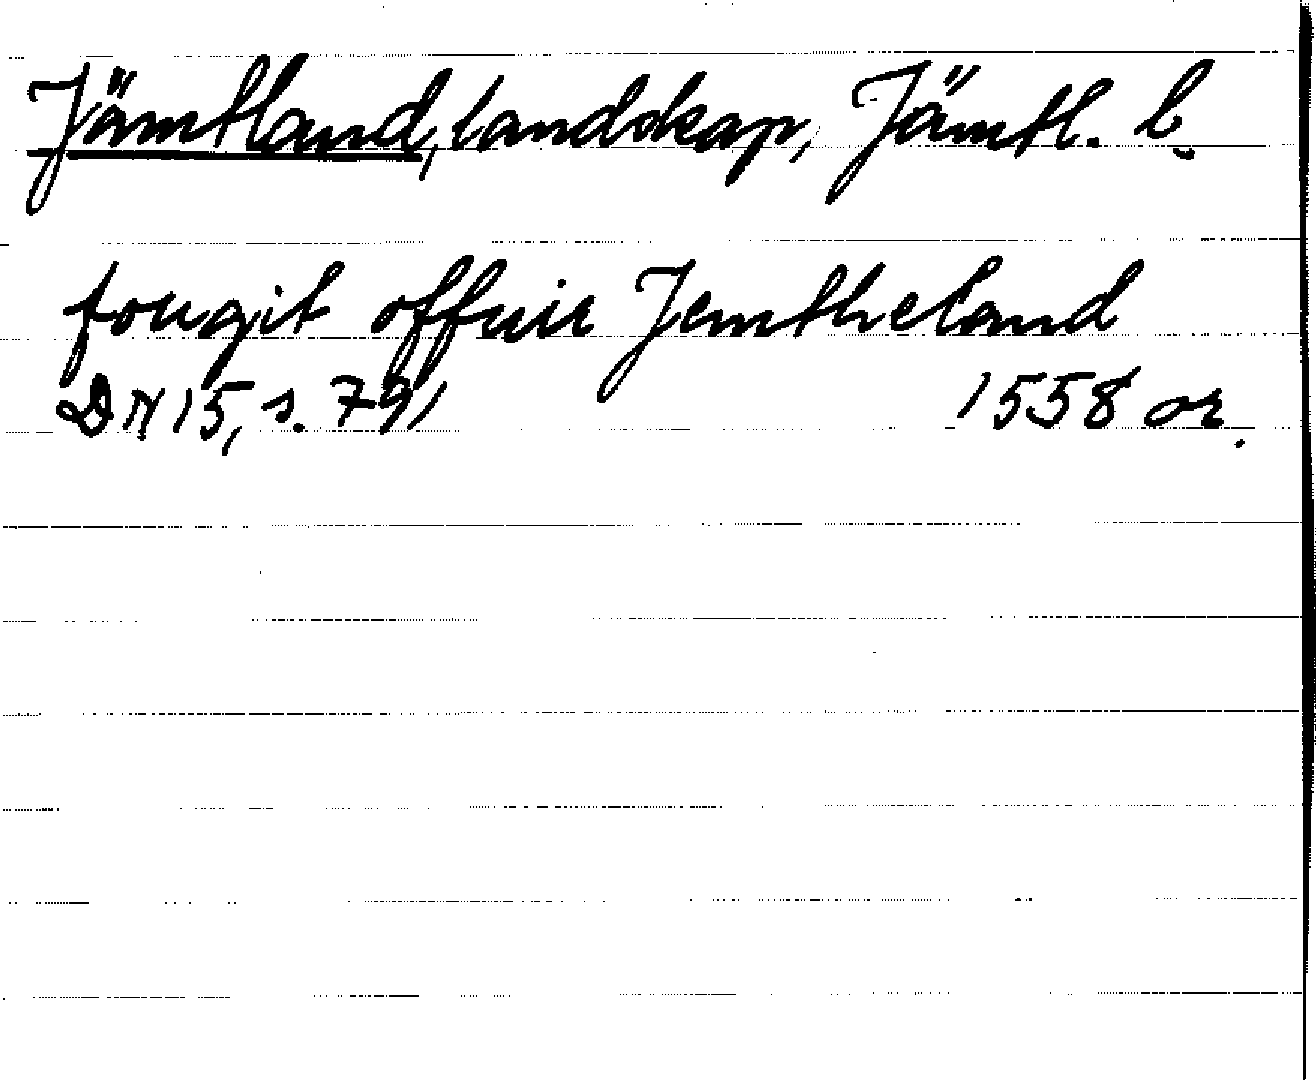 Jämtland, landskap, Jämtl. l.
fougit offuir Jemtheland
DN 15, s. 791 1558 or.